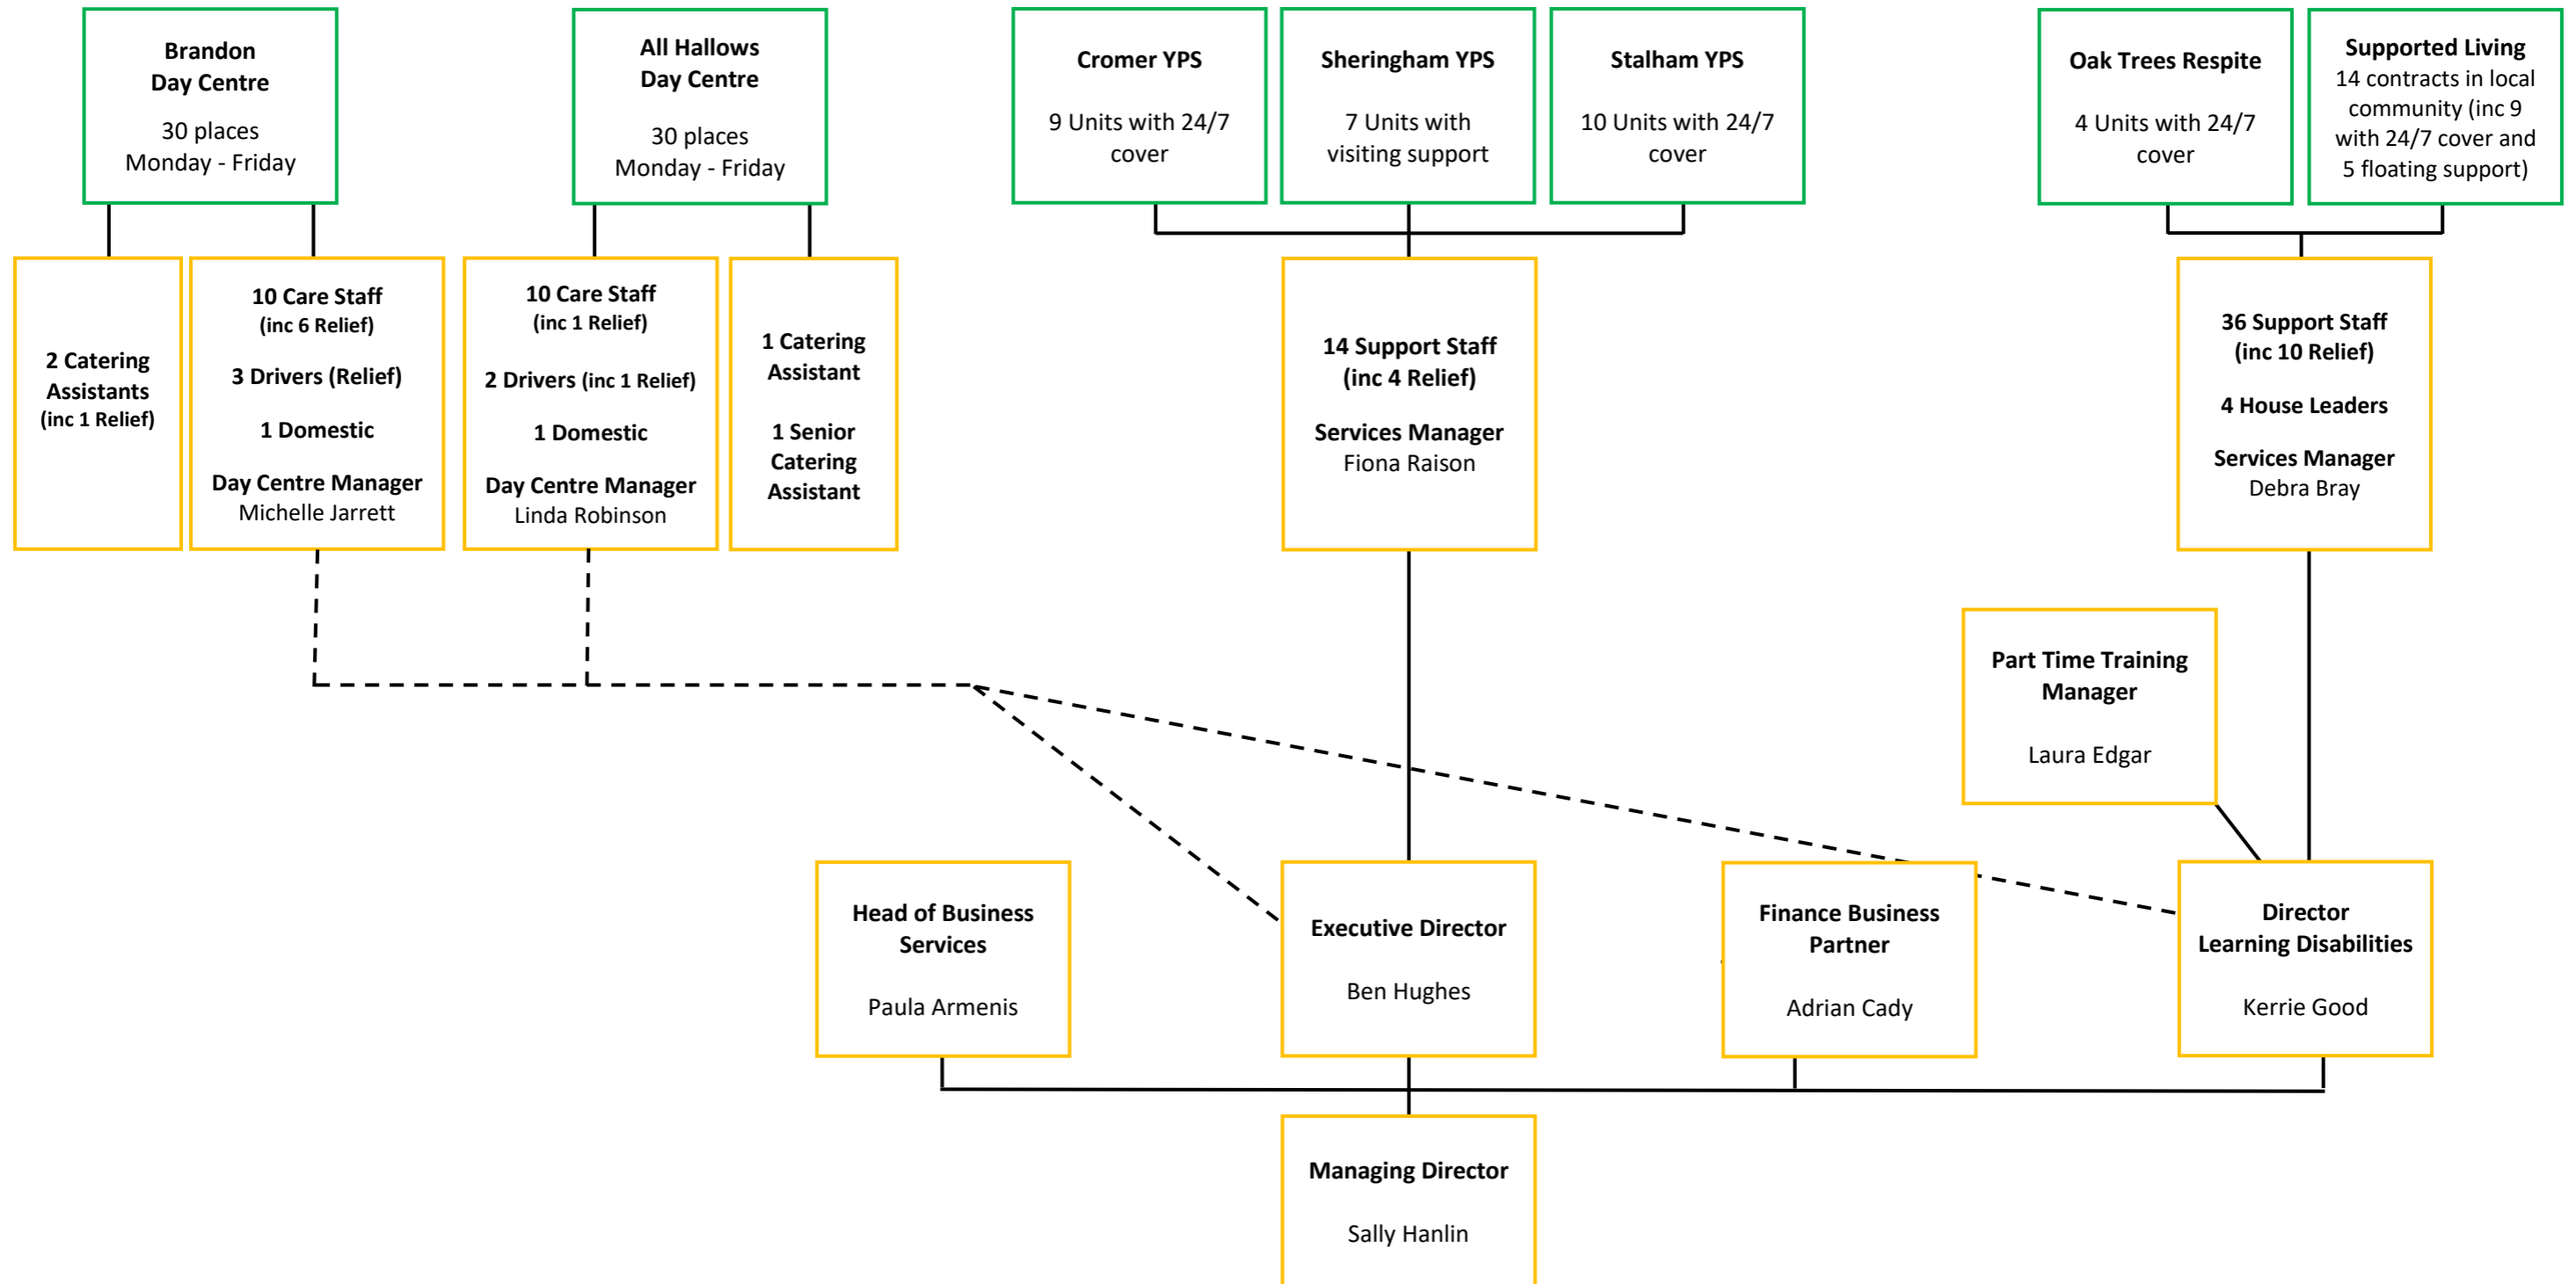 Brandon
Day Centre
30 places
Monday - Friday
All Hallows
Day Centre
30 places
Monday - Friday
Cromer YPS
9 Units with 24/7
cover
Sheringham YPS
7 Units with
visiting support
Stalham YPS
10 Units with 24/7
cover
Oak Trees Respite
4 Units with 24/7
cover
Supported Living
14 contracts in local
community (inc 9
with 24/7 cover and
5 floating support)
2 Catering
Assistants
(inc 1 Relief)
10 Care Staff
(inc 6 Relief)
3 Drivers (Relief)
1 Domestic
Day Centre Manager
Michelle Jarrett
10 Care Staff
(inc 1 Relief)
2 Drivers (inc 1 Relief)
1 Domestic
Day Centre Manager
Linda Robinson
1 Catering
Assistant
1 Senior
Catering
Assistant
14 Support Staff
(inc 4 Relief)
Services Manager
Fiona Raison
36 Support Staff
(inc 10 Relief)
4 House Leaders
Services Manager
Debra Bray
Part Time Training
Manager
Laura Edgar
Head of Business
Services
Paula Armenis
Executive Director
Ben Hughes
Finance Business
Partner
Adrian Cady
Director
Learning Disabilities
Kerrie Good
Managing Director
Sally Hanlin